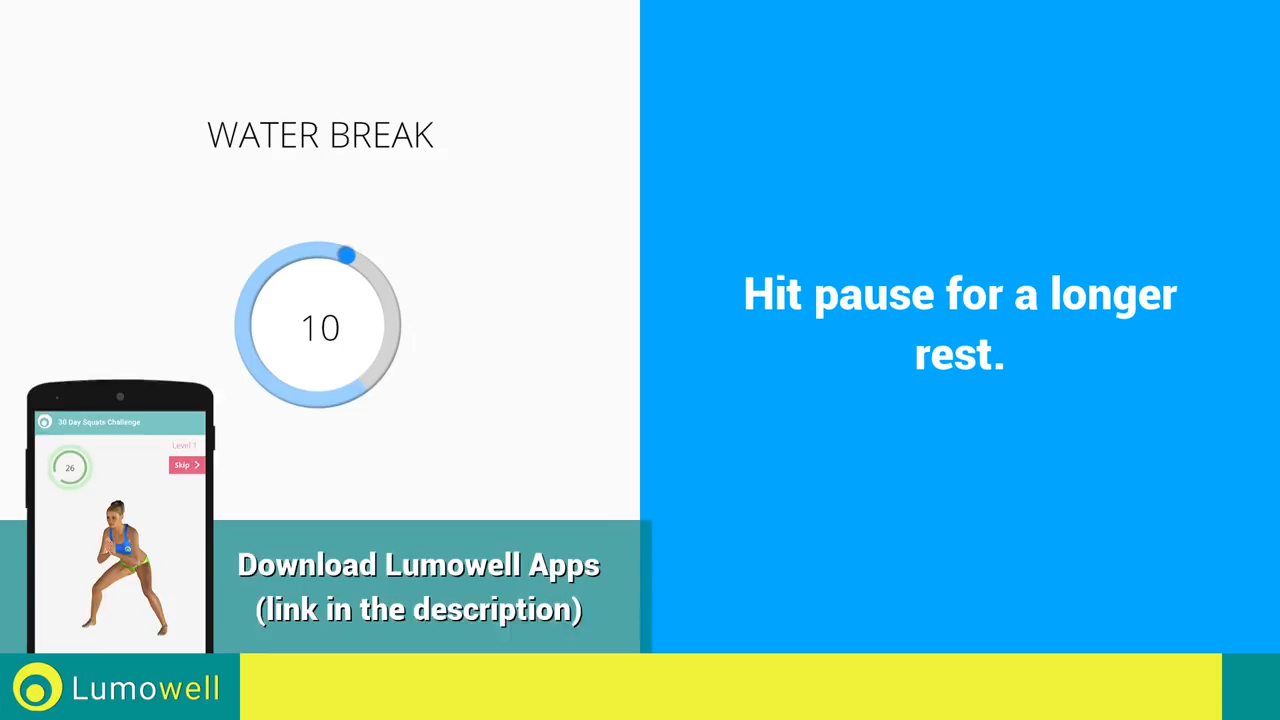 WATER BREAK
10
Hit pause for a longer
rest.
30 Day Squats Challenge
Level 1
26
Skip
Download Lumowell Apps
(link in the description)
Lumowell